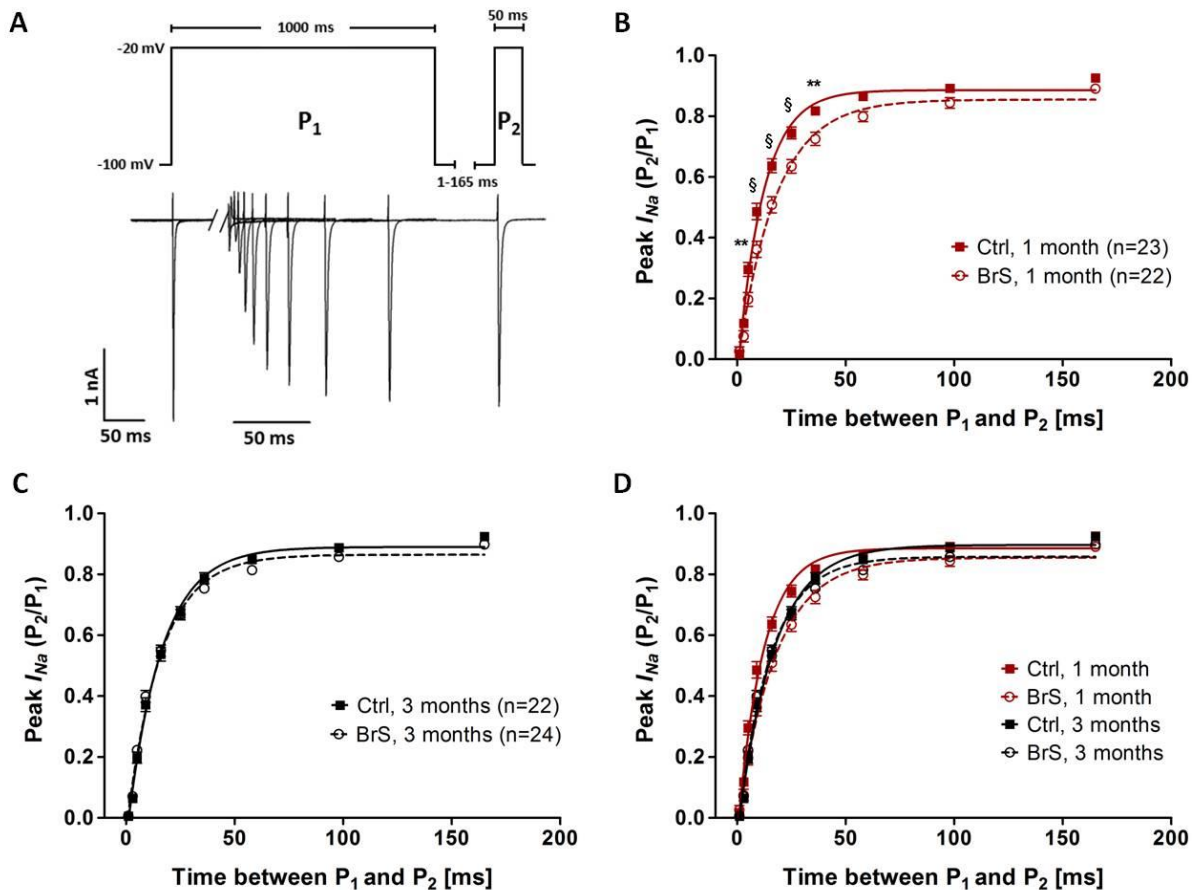 A
1000 ms
50 ms
-20 mV
P1
P2
-100 mV
1-165 ms
1 nA
50 ms
50 ms
B
Peak INa (P2/P1)
1.0
0.8
0.6
0.4
0.2
0.0
**
§
§
§
**
Ctrl, 1 month (n=23)
BrS, 1 month (n=22)
0
50
100
150
200
Time between P1 and P2 [ms]
C
Peak INa (P2/P1)
1.0
0.8
0.6
0.4
0.2
0.0
Ctrl, 3 months (n=22)
BrS, 3 months (n=24)
0
50
100
150
200
Time between P1 and P2 [ms]
D
Peak INa (P2/P1)
1.0
0.8
0.6
0.4
0.2
0.0
Ctrl, 1 month
BrS, 1 month
Ctrl, 3 months
BrS, 3 months
0
50
100
150
200
Time between P1 and P2 [ms]